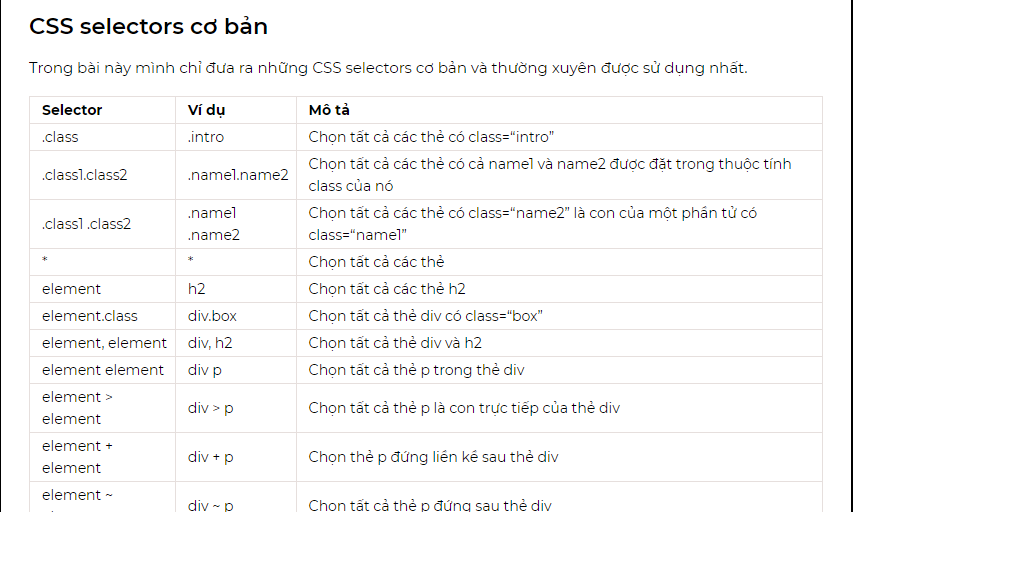 CSS selectors cơ bản
Trong bài này mình chỉ đưa ra những CSS selectors cơ bản và thường xuyên được sử dụng nhất.
Selector Ví dụ Mô tả
.class .intro Chọn tất cả các thẻ có class=“intro”
.class1.class2 .name1.name2 Chọn tất cả các thẻ có cả name1 và name2 được đặt trong thuộc tính
class của nó
.class1 .class2 .name1 Chọn tất cả các thẻ có class=“name2” là con của một phần tử có
.name2 class=“name1”
* * Chọn tất cả các thẻ
element h2 Chọn tất cả các thẻ h2
element.class div.box Chọn tất cả thẻ div có class=“box”
element, element div, h2 Chọn tất cả thẻ div và h2
element element div p Chọn tất cả thẻ p trong thẻ div
element >
element div > p Chọn tất cả thẻ p là con trực tiếp của thẻ div
element +
element div + p Chọn thẻ p đứng liền kề sau thẻ div
element ~
div ~ p Chọn tất cả thẻ p đứng sau thẻ div